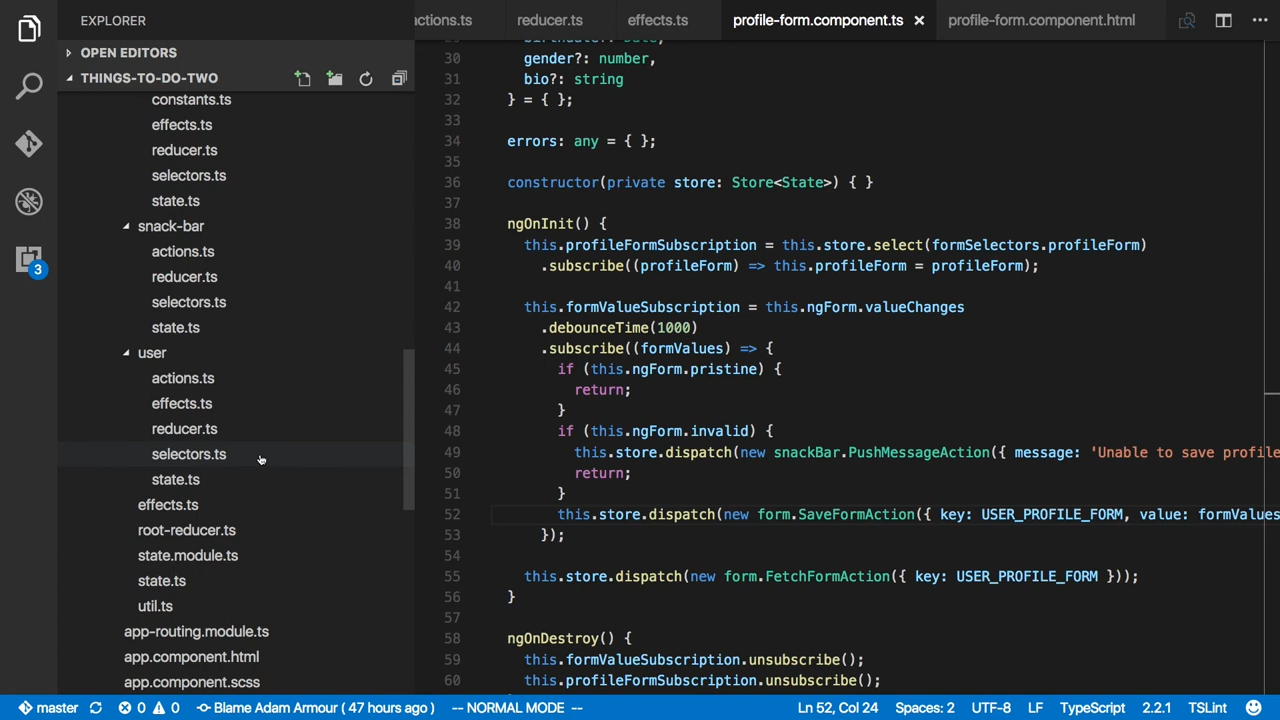 EXPLORER
ctions.ts
reducer.ts
effects.ts
profile-form.component.ts ×
profile-form.component.html
OPEN EDITORS
THINGS-TO-DO-TWO
constants.ts
effects.ts
reducer.ts
selectors.ts
state.ts
snack-bar
actions.ts
reducer.ts
selectors.ts
state.ts
user
actions.ts
effects.ts
reducer.ts
selectors.ts
state.ts
effects.ts
root-reducer.ts
state.module.ts
state.ts
util.ts
app-routing.module.ts
app.component.html
app.component.scss
3
29 birthdate?: Date,
30 gender?: number,
31 bio?: string
32 } = { };
33
34 errors: any = { };
35
36 constructor(private store: Store<State>) { }
37
38 ngOnInit() {
39 this.profileFormSubscription = this.store.select(formSelectors.profileForm)
40 .subscribe((profileForm) => this.profileForm = profileForm);
41
42 this.formValueSubscription = this.ngForm.valueChanges
43 .debounceTime(1000)
44 .subscribe((formValues) => {
45 if (this.ngForm.pristine) {
46 return;
47 }
48 if (this.ngForm.invalid) {
49 this.store.dispatch(new snackBar.PushMessageAction({ message: 'Unable to save profile
50 return;
51 }
52 this.store.dispatch(new form.SaveFormAction({ key: USER_PROFILE_FORM, value: formValues
53 });
54
55 this.store.dispatch(new form.FetchFormAction({ key: USER_PROFILE_FORM }));
56 }
57
58 ngOnDestroy() {
59 this.formValueSubscription.unsubscribe();
60 this.profileFormSubscription.unsubscribe();
master 0 0 Blame Adam Armour ( 47 hours ago ) -- NORMAL MODE -- Ln 52, Col 24 Spaces: 2 UTF-8 LF TypeScript 2.2.1 TSLint